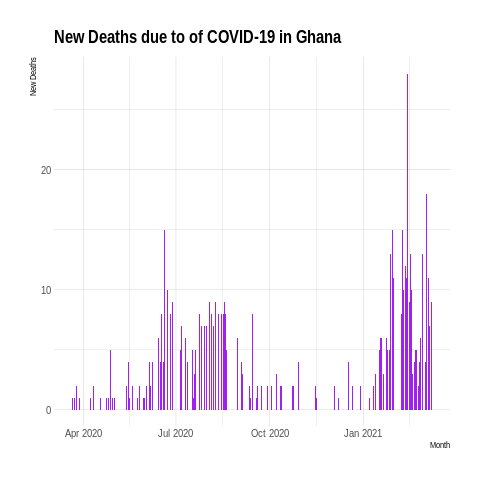 New Deaths due to of COVID-19 in Ghana
New Deaths
20
10
0
Apr 2020
Jul 2020
Oct 2020
Jan 2021
Month